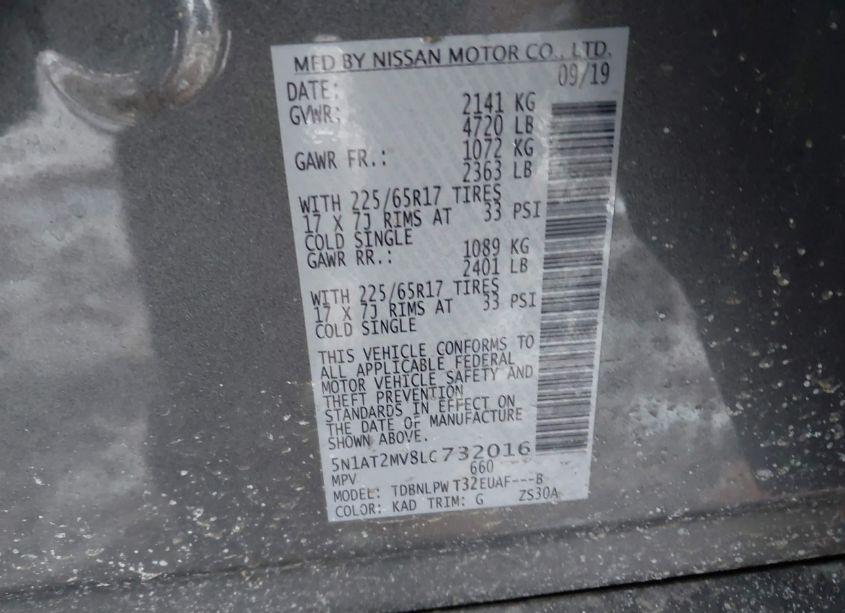 MFD BY NISSAN MOTOR CO., LTD.
DATE: 09/19
GVWR: 2141 KG
4720 LB
GAWR FR.: 1072 KG
2363 LB
WITH 225/65R17 TIRES
17 X 7J RIMS AT 33 PSI
COLD SINGLE
GAWR RR.: 1089 KG
2401 LB
WITH 225/65R17 TIRES
17 X 7J RIMS AT 33 PSI
COLD SINGLE
THIS VEHICLE CONFORMS TO
ALL APPLICABLE FEDERAL
MOTOR VEHICLE SAFETY AND
THEFT PREVENTION
STANDARDS IN EFFECT ON
THE DATE OF MANUFACTURE
SHOWN ABOVE.
5N1AT2MV8LC732016
MPV 660
MODEL: TDBNLPW T32EUAF---B
COLOR: KAD TRIM: G ZS30A